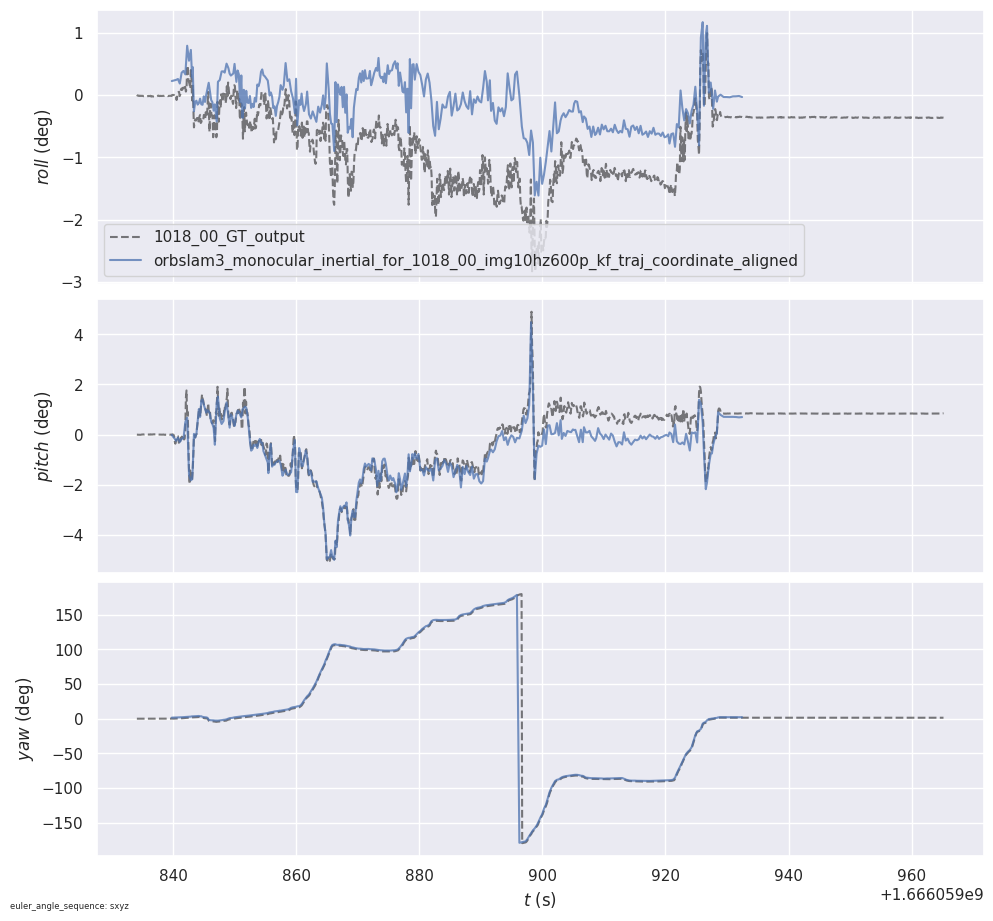 1
0
−1
−2
−3
roll (deg)
1018_00_GT_output
orbslam3_monocular_inertial_for_1018_00_img10hz600p_kf_traj_coordinate_aligned
4
2
0
−2
−4
pitch (deg)
150
100
50
0
−50
−100
−150
yaw (deg)
840 860 880 900 920 940 960
t (s)
+1.666059e9
euler_angle_sequence: sxyz